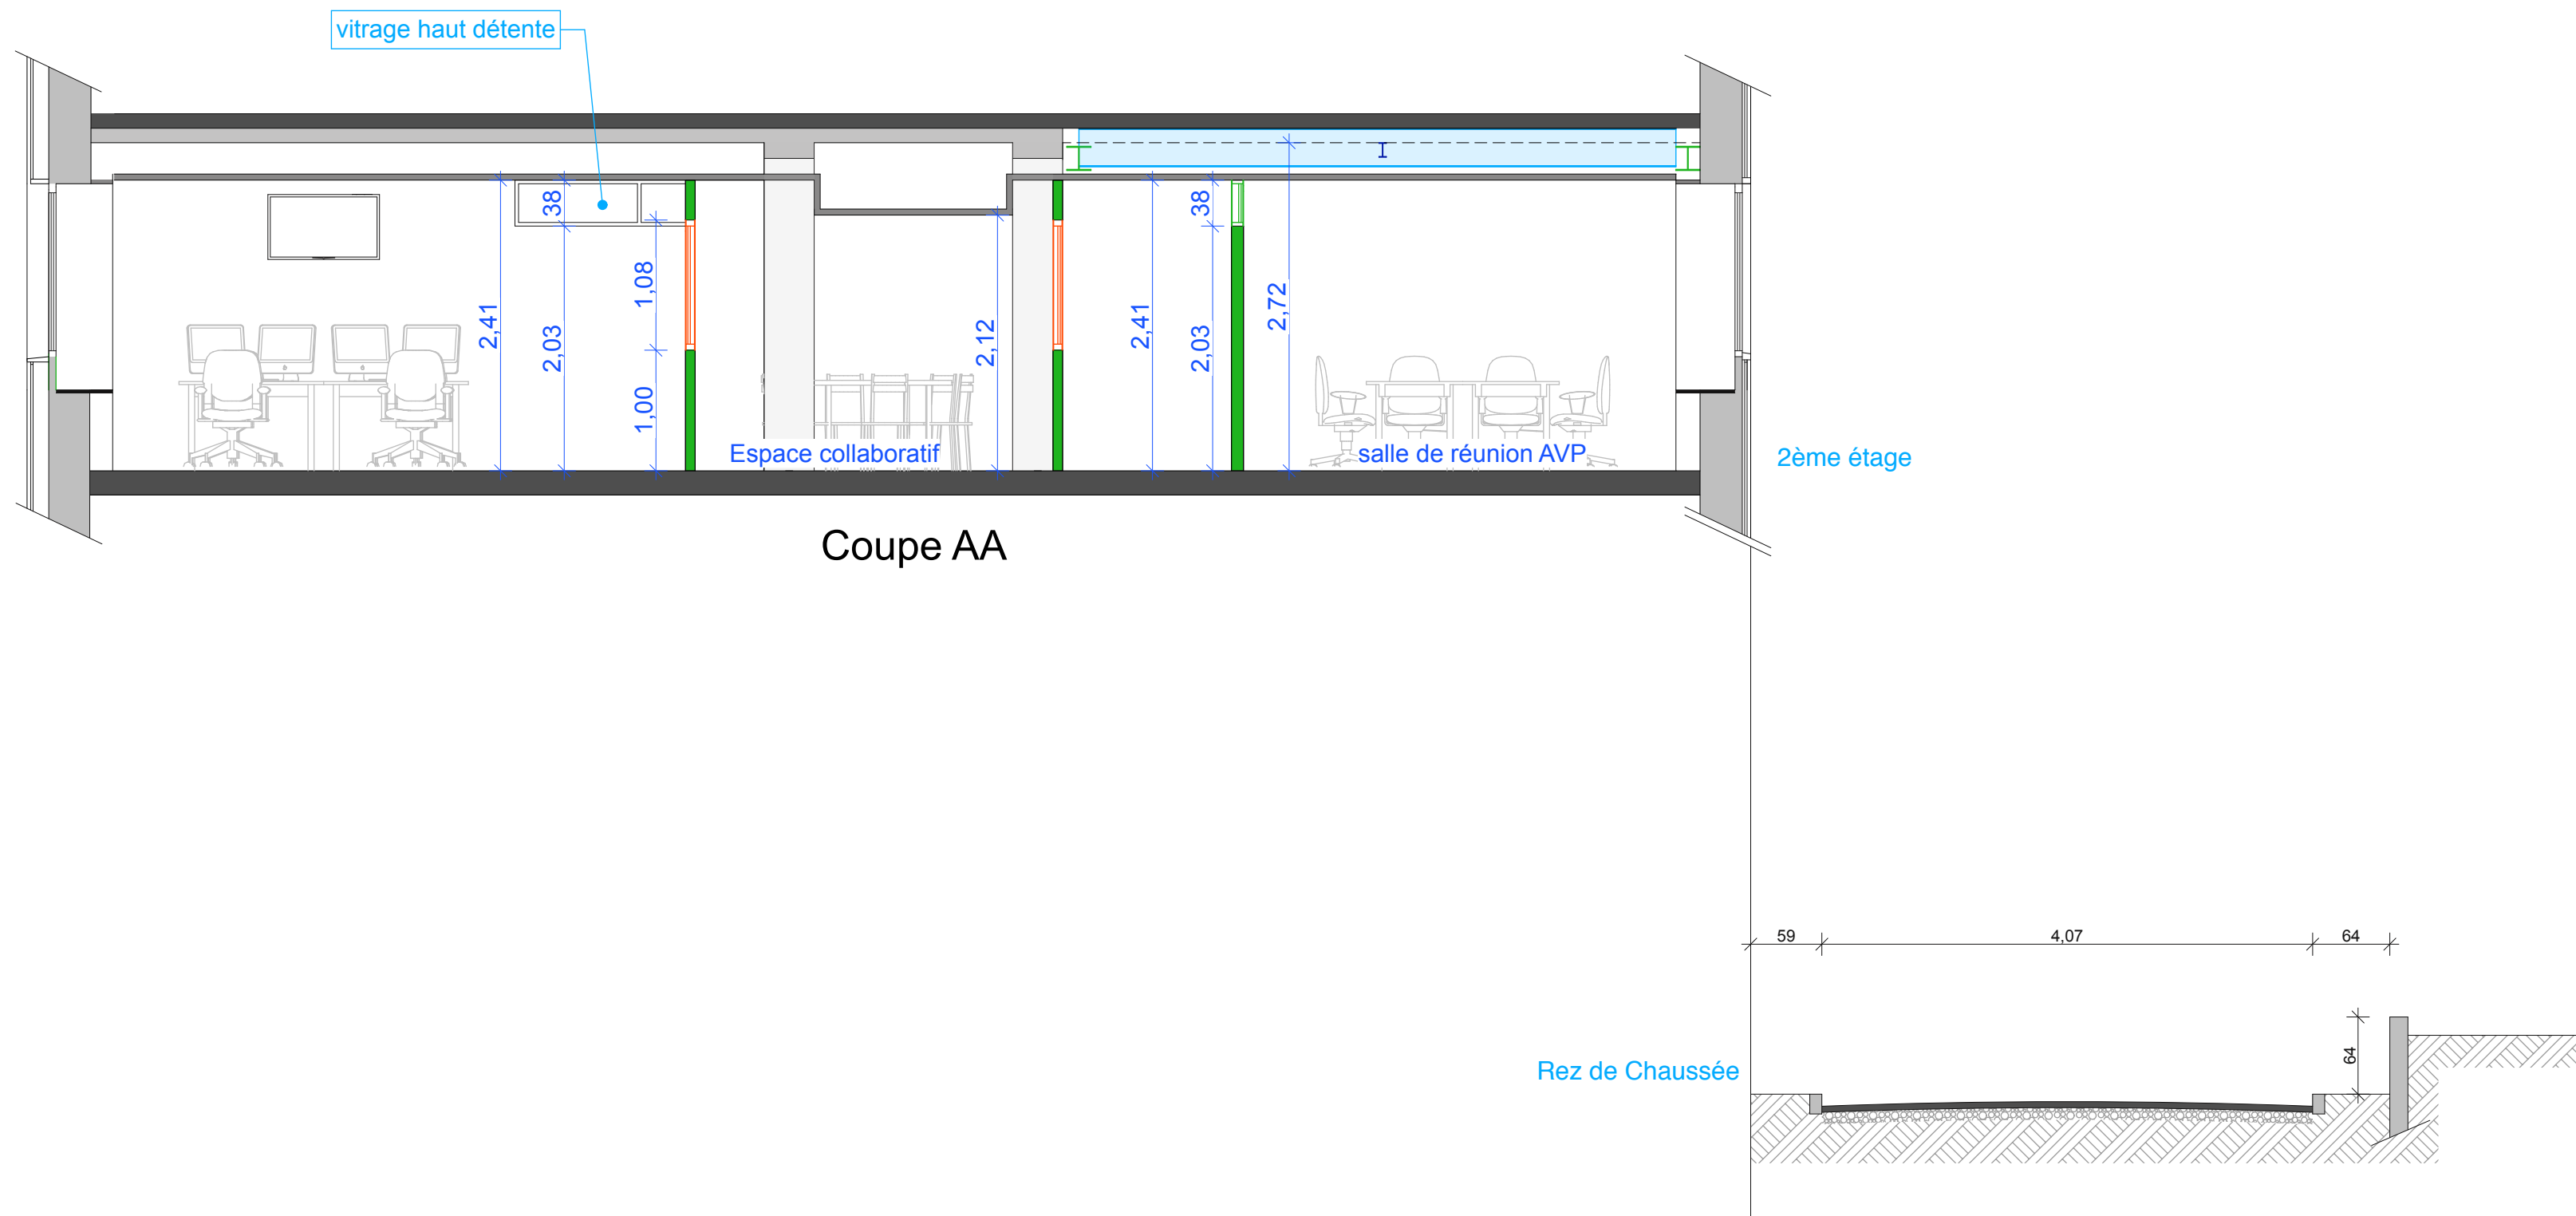 vitrage haut détente
38
38
1,08
2,72
2,41
2,03
2,12
2,41
2,03
1,00
Espace collaboratif
salle de réunion AVP
2ème étage
Coupe AA
59
4,07
64
64
Rez de Chaussée